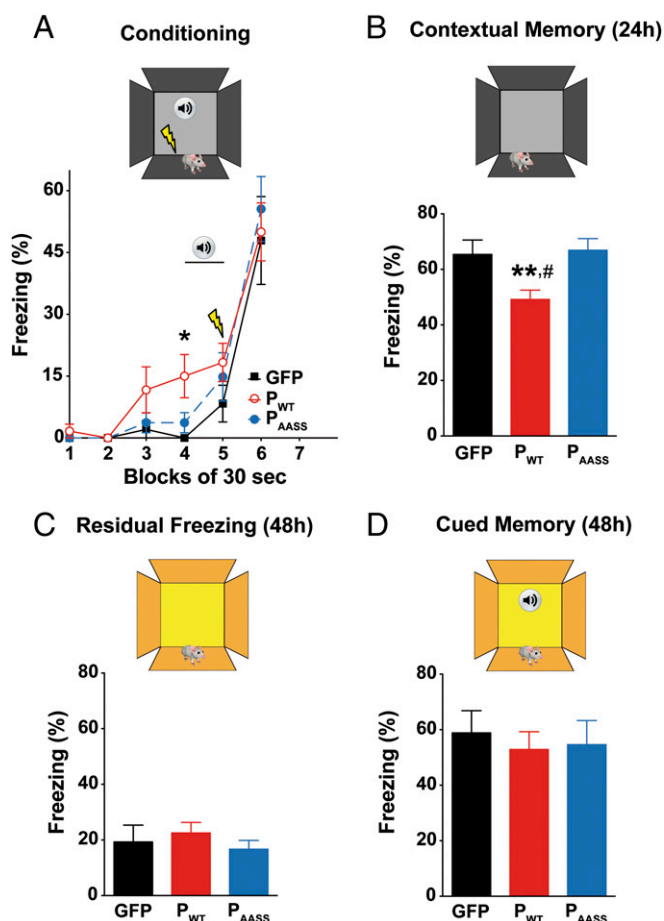 A
Conditioning
Freezing (%)
60
45
30
15
0
*
GFP
PWT
PAASS
1 2 3 4 5 6 7
Blocks of 30 sec
B
Contextual Memory (24h)
Freezing (%)
80
60
40
20
0
**,#
GFP PWT PAASS
C
Residual Freezing (48h)
Freezing (%)
80
60
40
20
0
GFP PWT PAASS
D
Cued Memory (48h)
Freezing (%)
80
60
40
20
0
GFP PWT PAASS